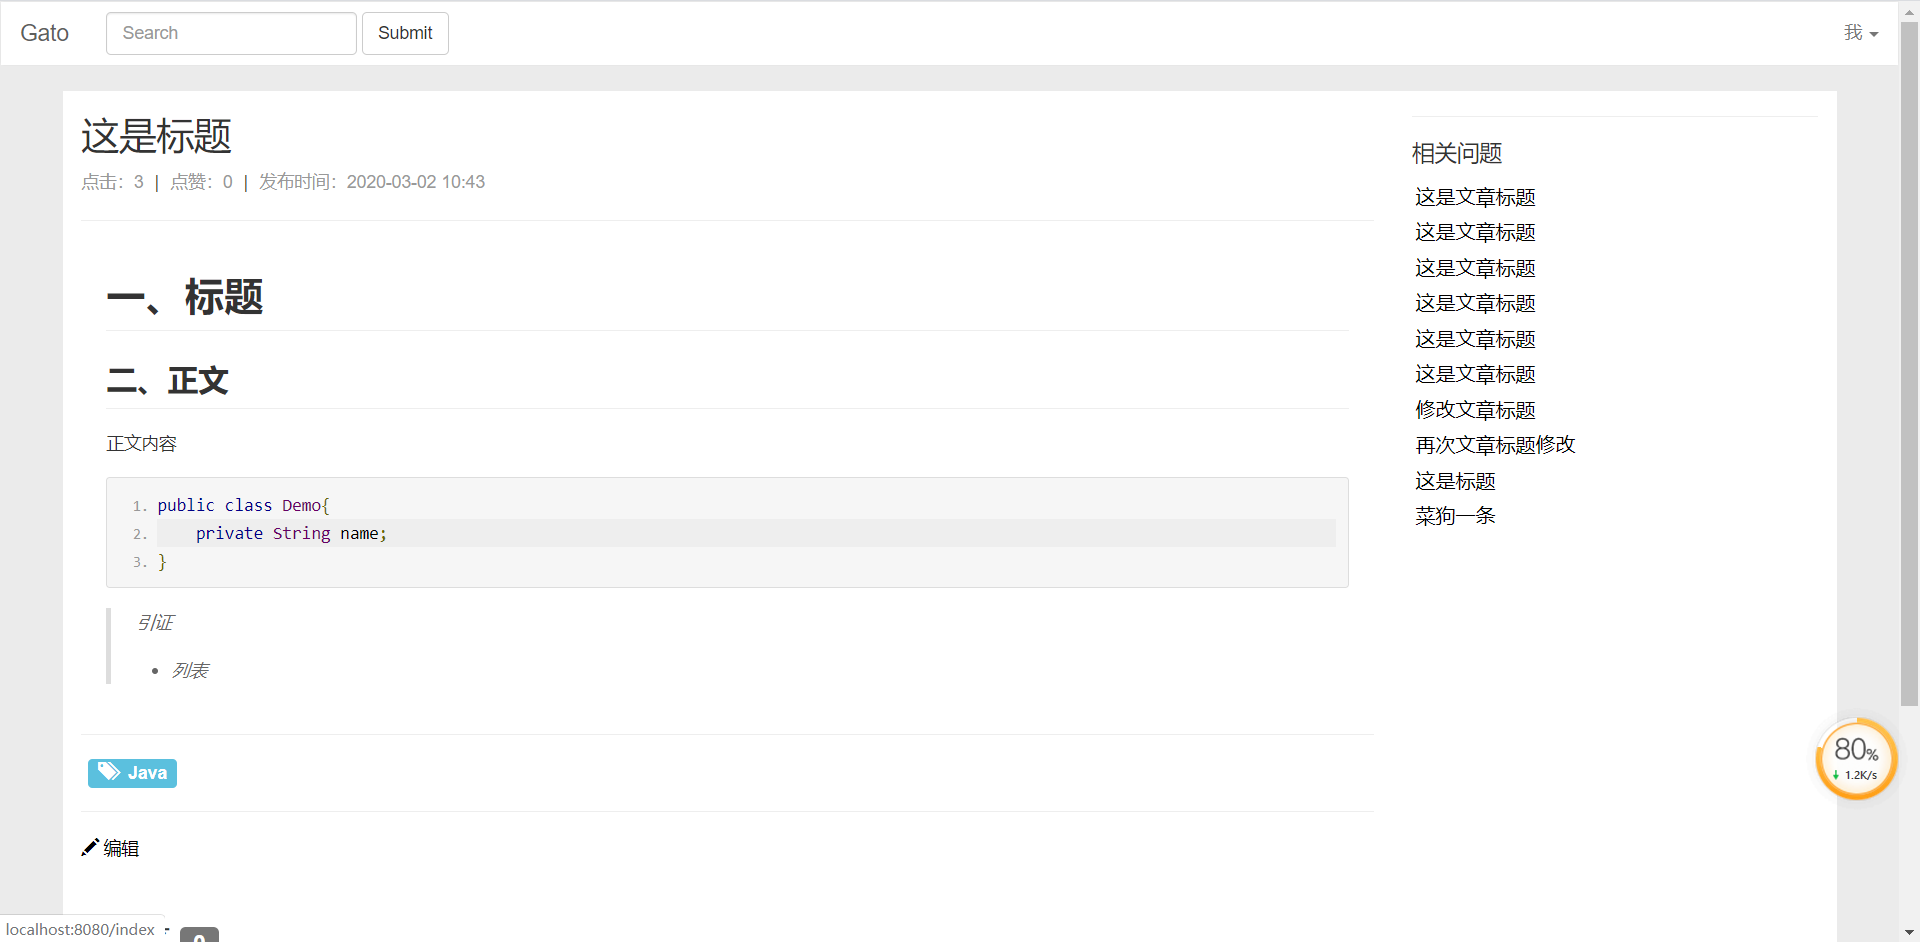 Gato
Search
Submit
我
这是标题
点击：3 | 点赞：0 | 发布时间：2020-03-02 10:43
一、标题
二、正文
正文内容
1. public class Demo{
2.     private String name;
3. }
引证
• 列表
Java
编辑
相关问题
这是文章标题
这是文章标题
这是文章标题
这是文章标题
这是文章标题
这是文章标题
修改文章标题
再次文章标题修改
这是标题
菜狗一条
80%
↓ 1.2K/s
localhost:8080/index